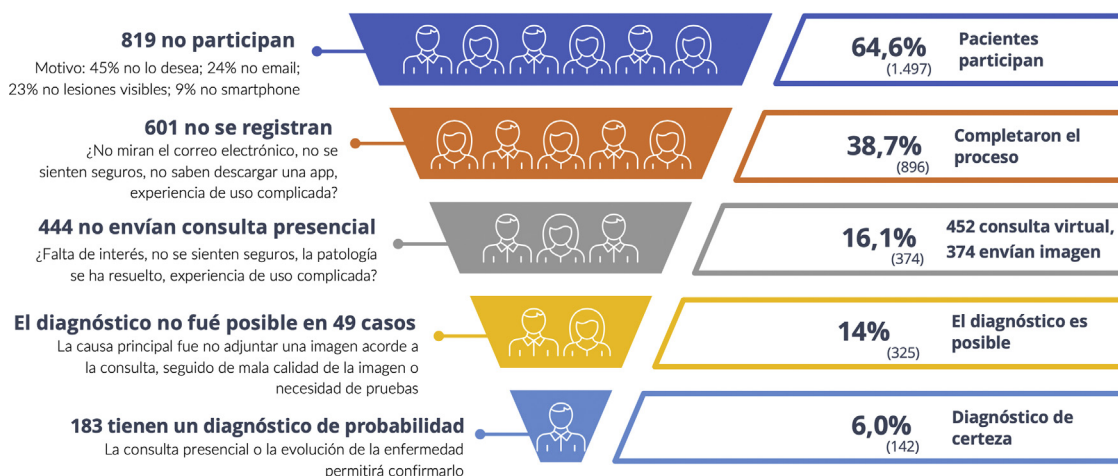 819 no participan
Motivo: 45% no lo desea; 24% no email;
23% no lesiones visibles; 9% no smartphone
64,6%
(1.497)
Pacientes
participan
601 no se registran
¿No miran el correo electrónico, no se
sienten seguros, no saben descargar una app,
experiencia de uso complicada?
38,7%
(896)
Completaron el
proceso
444 no envían consulta presencial
¿Falta de interés, no se sienten seguros, la patología
se ha resuelto, experiencia de uso complicada?
16,1%
(374)
452 consulta virtual,
374 envían imagen
El diagnóstico no fué posible en 49 casos
La causa principal fue no adjuntar una imagen acorde a
la consulta, seguido de mala calidad de la imagen o
necesidad de pruebas
14%
(325)
El diagnóstico es
posible
183 tienen un diagnóstico de probabilidad
La consulta presencial o la evolución de la enfermedad
permitirá confirmarlo
6,0%
(142)
Diagnóstico de
certeza